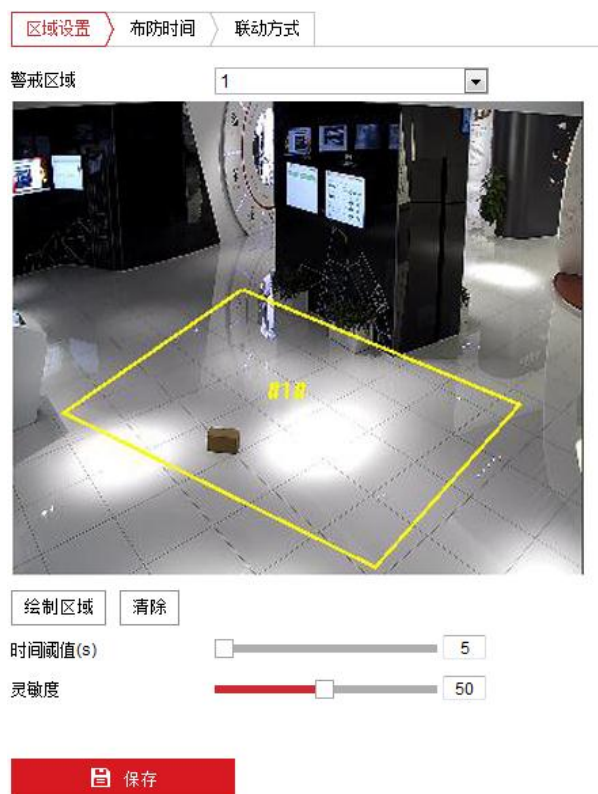 区域设置 布防时间 联动方式
警戒区域 1
#1#
绘制区域 清除
时间阈值(s) 5
灵敏度 50
保存